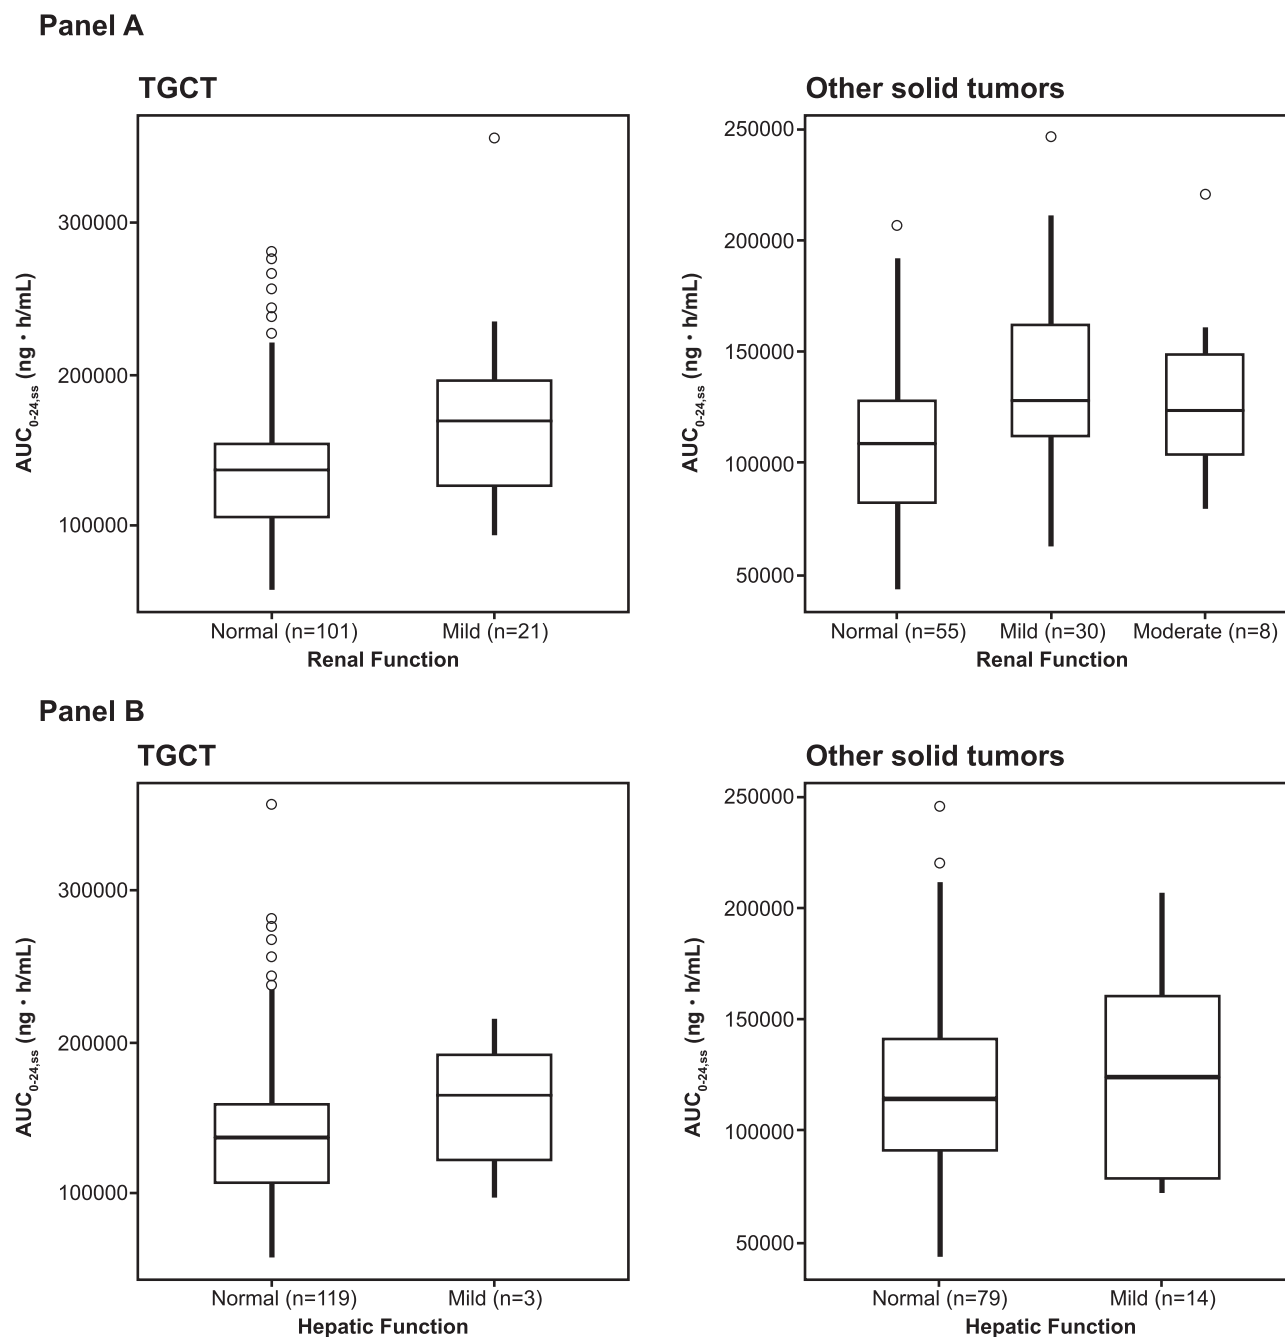 Panel A
TGCT
Other solid tumors
300000
200000
100000
AUC0-24,ss (ng • h/mL)
Normal (n=101)
Mild (n=21)
Renal Function
250000
200000
150000
100000
50000
AUC0-24,ss (ng • h/mL)
Normal (n=55)
Mild (n=30)
Moderate (n=8)
Renal Function
Panel B
TGCT
Other solid tumors
300000
200000
100000
AUC0-24,ss (ng • h/mL)
Normal (n=119)
Mild (n=3)
Hepatic Function
250000
200000
150000
100000
50000
AUC0-24,ss (ng • h/mL)
Normal (n=79)
Mild (n=14)
Hepatic Function